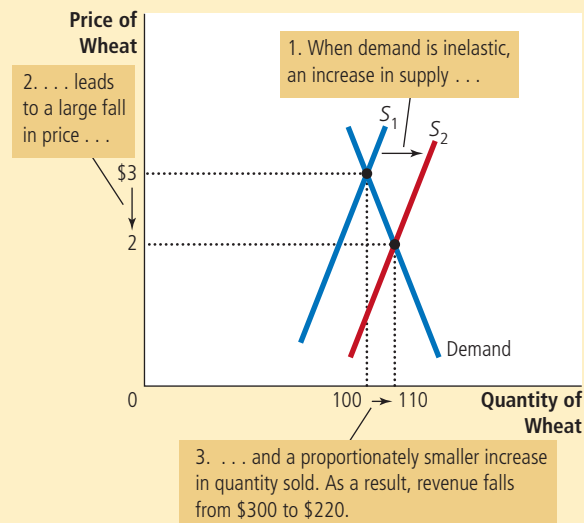 Price of
Wheat
1. When demand is inelastic,
an increase in supply . . .
2. . . . leads
to a large fall
in price . . .
S1
S2
$3
2
Demand
0
100
110
Quantity of
Wheat
3. . . . and a proportionately smaller increase
in quantity sold. As a result, revenue falls
from $300 to $220.